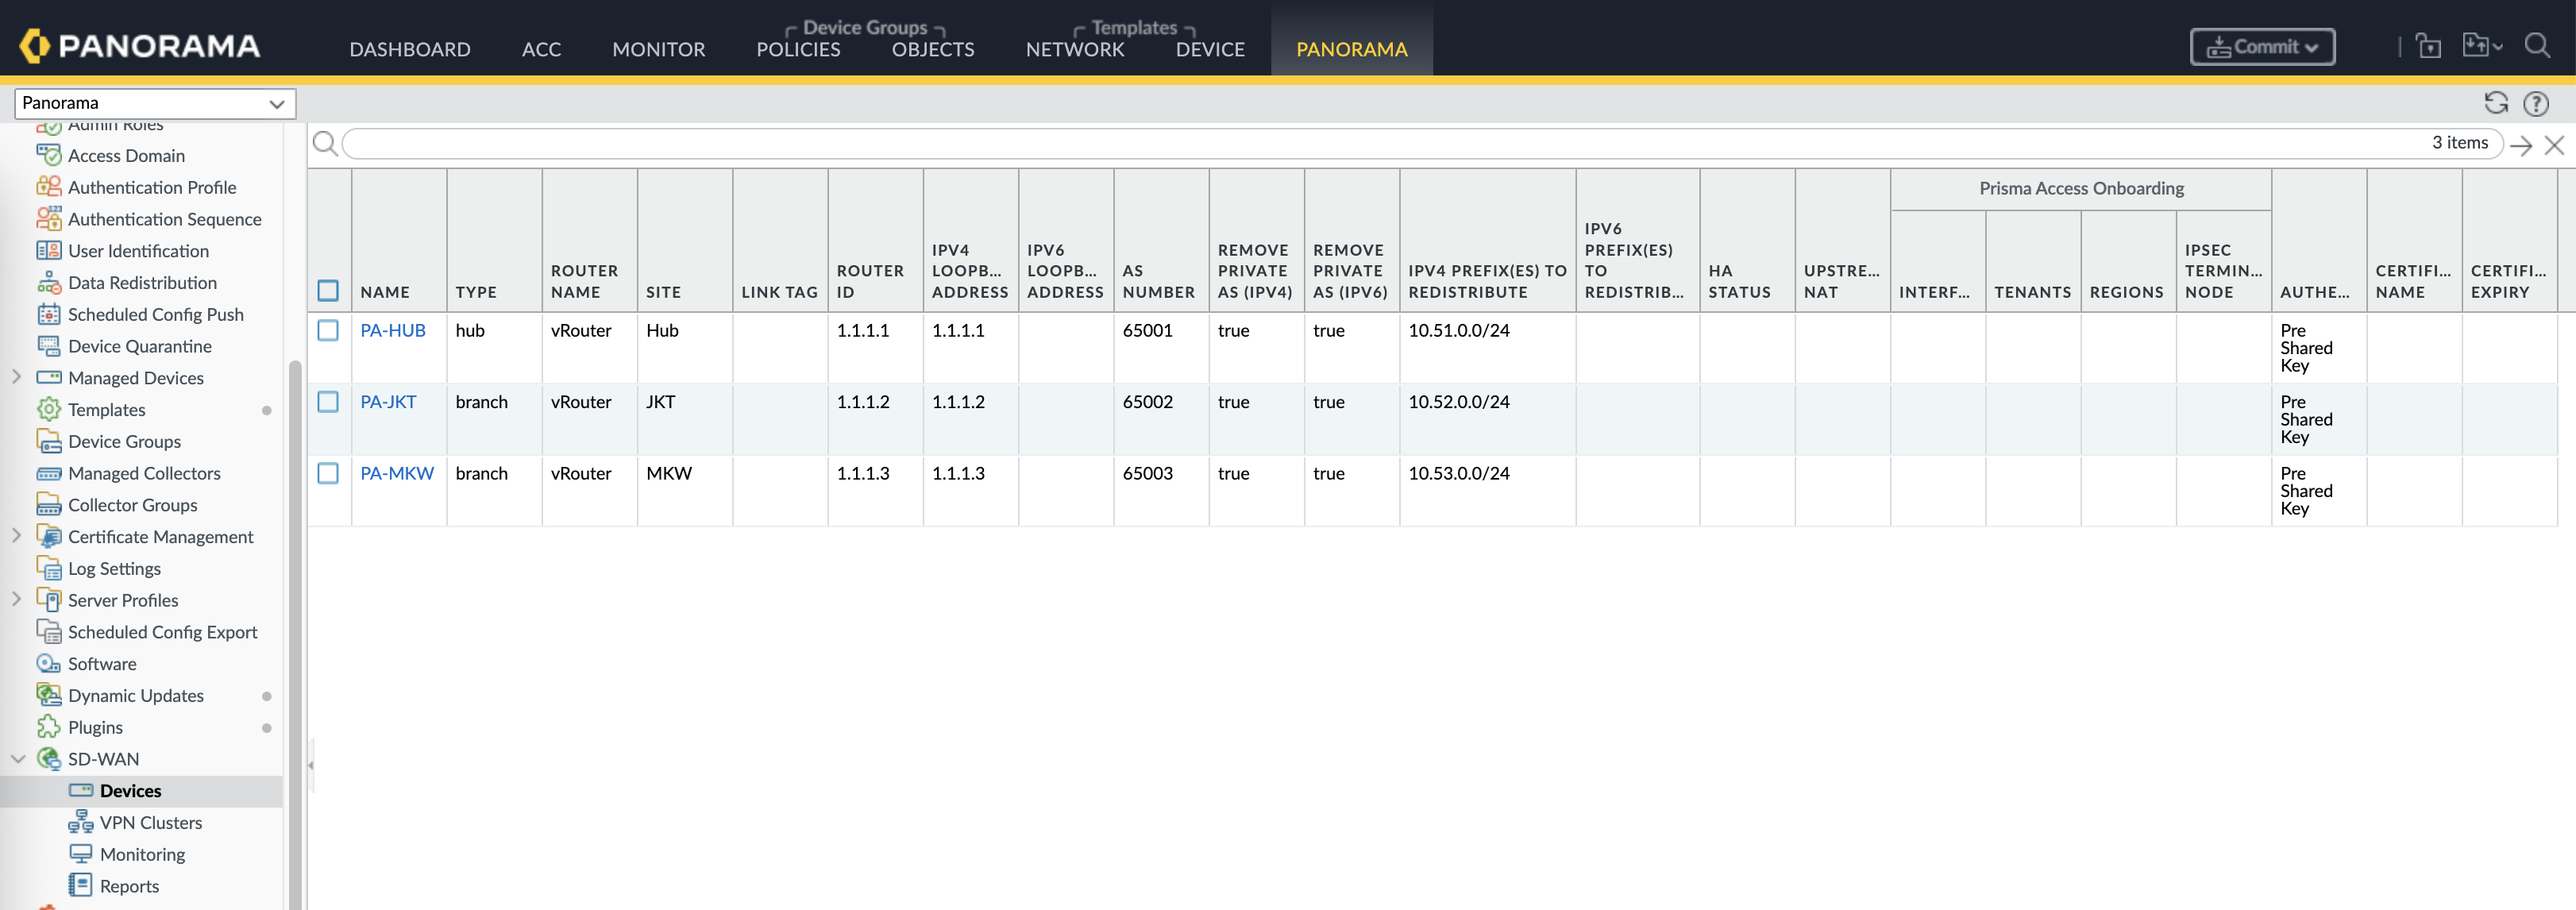 PANORAMA
DASHBOARD
ACC
MONITOR
Device Groups
POLICIES
OBJECTS
Templates
NETWORK
DEVICE
PANORAMA
Commit
Panorama
Admin Roles
Access Domain
Authentication Profile
Authentication Sequence
User Identification
Data Redistribution
Scheduled Config Push
Device Quarantine
Managed Devices
Templates
Device Groups
Managed Collectors
Collector Groups
Certificate Management
Log Settings
Server Profiles
Scheduled Config Export
Software
Dynamic Updates
Plugins
SD-WAN
Devices
VPN Clusters
Monitoring
Reports
3 items
NAME
TYPE
ROUTER
NAME
SITE
LINK TAG
ROUTER
ID
IPV4
LOOPB...
ADDRESS
IPV6
LOOPB...
ADDRESS
AS
NUMBER
REMOVE
PRIVATE
AS (IPV4)
REMOVE
PRIVATE
AS (IPV6)
IPV4 PREFIX(ES) TO
REDISTRIBUTE
IPV6
PREFIX(ES)
TO
REDISTRIB...
HA
STATUS
UPSTRE...
NAT
Prisma Access Onboarding
INTERF...
TENANTS
REGIONS
IPSEC
TERMIN...
NODE
AUTHE...
CERTIFI...
NAME
CERTIFI...
EXPIRY
PA-HUB hub vRouter Hub 1.1.1.1 1.1.1.1 65001 true true 10.51.0.0/24 Pre
Shared
Key
PA-JKT branch vRouter JKT 1.1.1.2 1.1.1.2 65002 true true 10.52.0.0/24 Pre
Shared
Key
PA-MKW branch vRouter MKW 1.1.1.3 1.1.1.3 65003 true true 10.53.0.0/24 Pre
Shared
Key